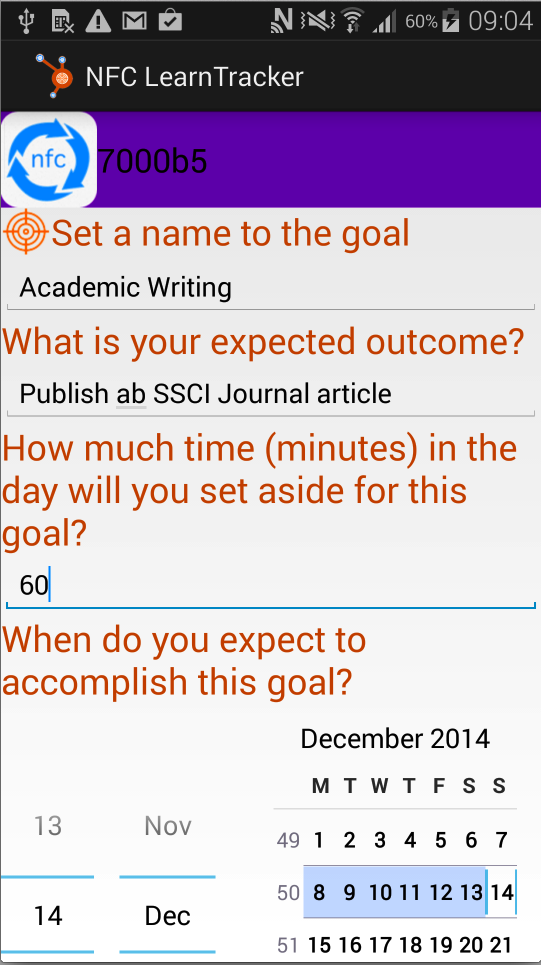 60% 09:04
NFC LearnTracker
nfc 7000b5
Set a name to the goal
Academic Writing
What is your expected outcome?
Publish ab SSCI Journal article
How much time (minutes) in the
day will you set aside for this
goal?
60
When do you expect to
accomplish this goal?
December 2014
M T W T F S S
13 Nov
49 1 2 3 4 5 6 7
50 8 9 10 11 12 13 14
14 Dec
51 15 16 17 18 19 20 21